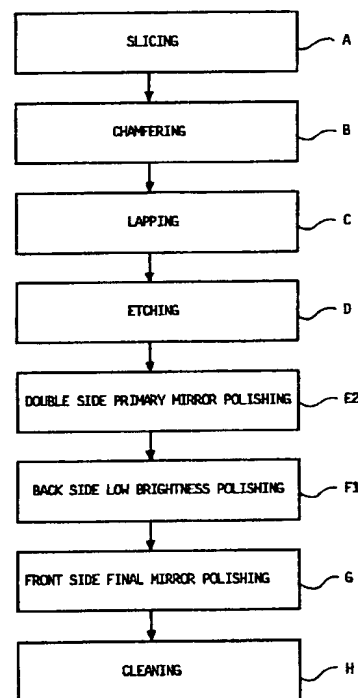 SLICING
A
CHAMFERING
B
LAPPING
C
ETCHING
D
DOUBLE SIDE PRIMARY MIRROR POLISHING
E2
BACK SIDE LOW BRIGHTNESS POLISHING
F1
FRONT SIDE FINAL MIRROR POLISHING
G
CLEANING
H